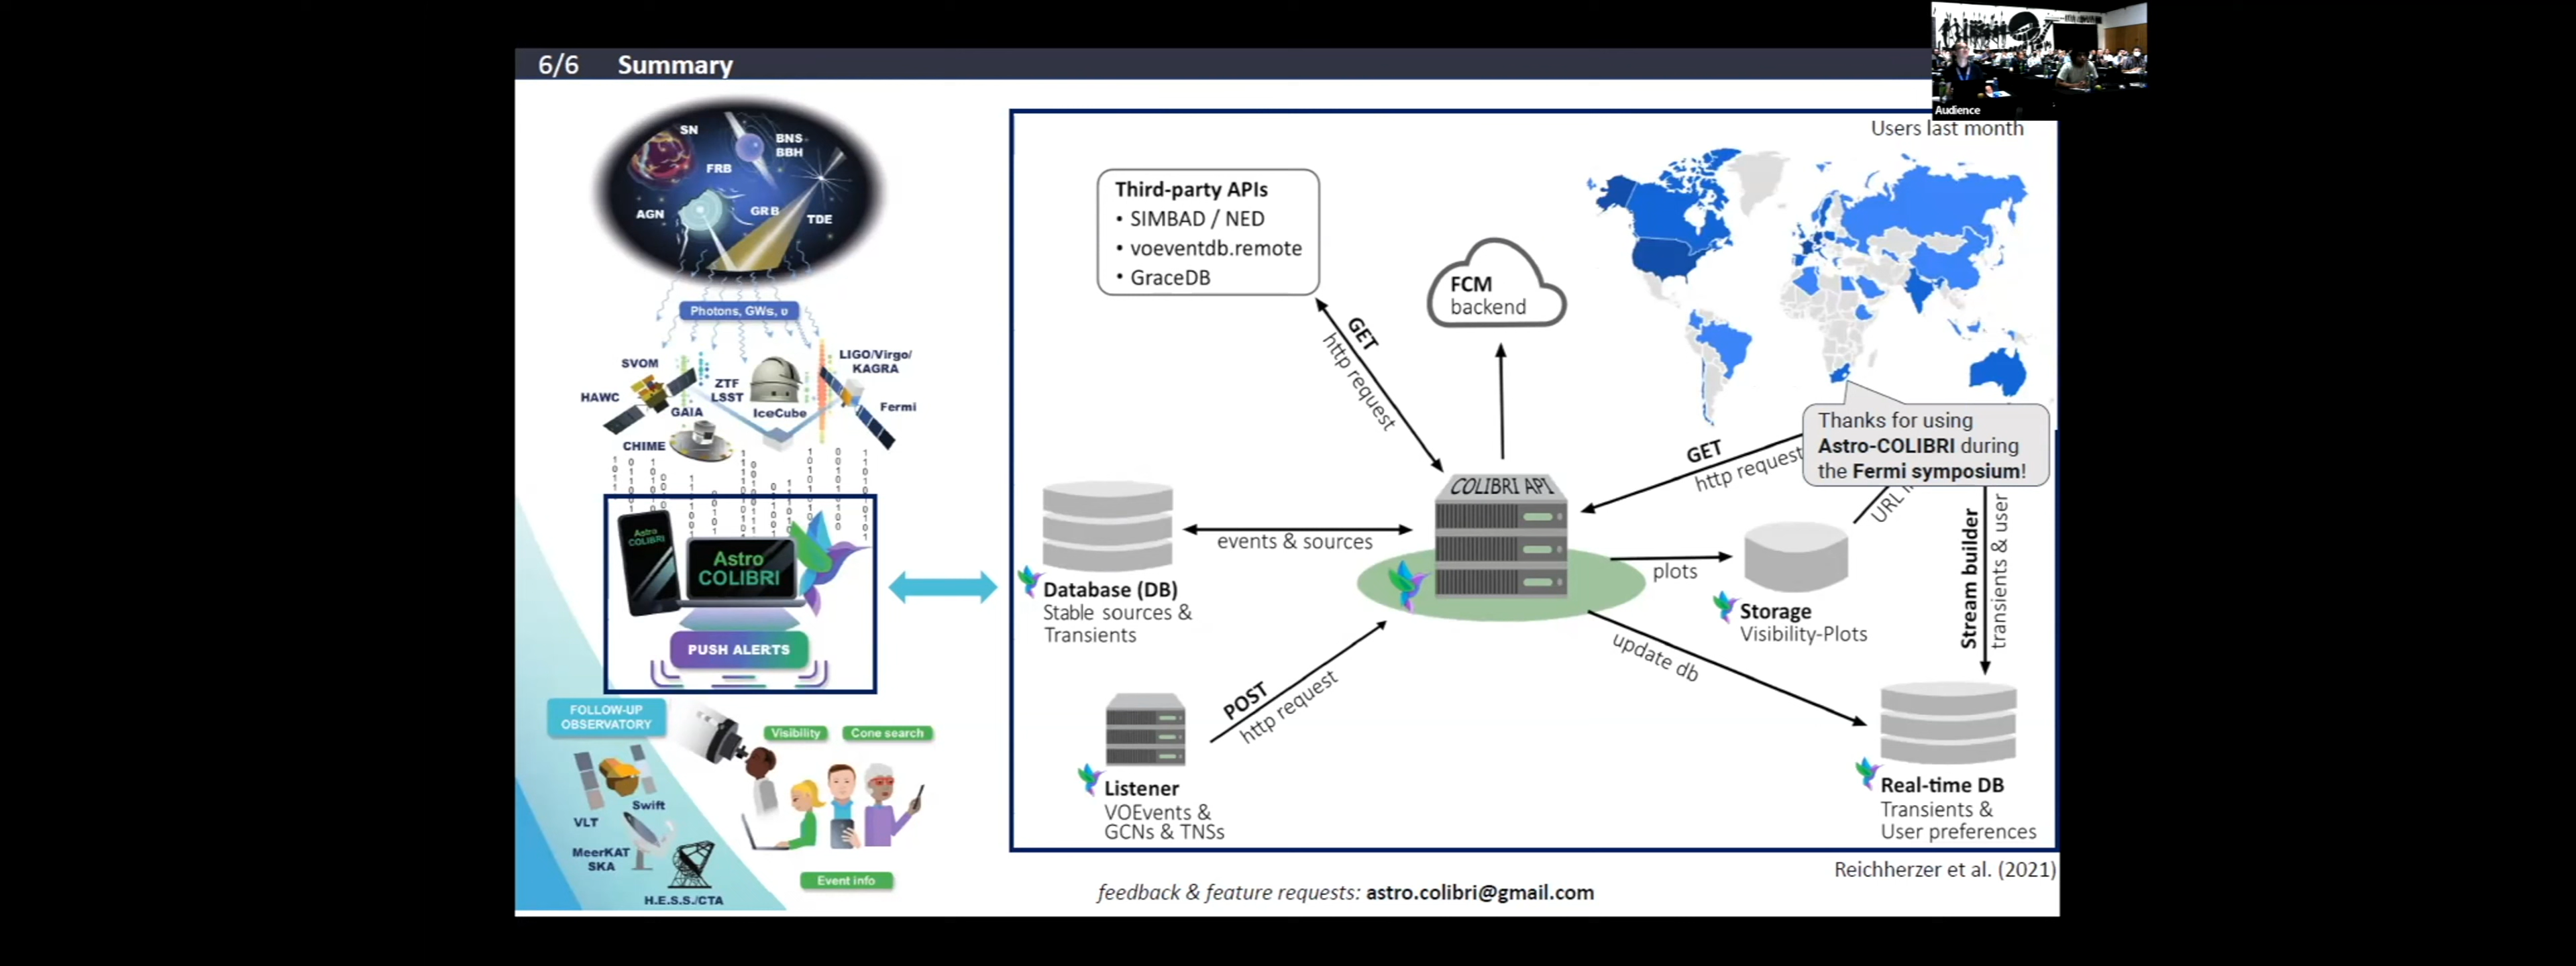 6/6 Summary
Audience
SN
BNS
BBH
FRB
AGN
GRB
TDE
Photons, GWs, υ
SVOM
LIGO/Virgo/
KAGRA
HAWC
ZTF
LSST
GAIA
IceCube
Fermi
CHIME
Astro
COLIBRI
Astro
COLIBRI
PUSH ALERTS
FOLLOW-UP
OBSERVATORY
Visibility
Cone search
Swift
VLT
MeerKAT
SKA
Event info
H.E.S.S./CTA
Users last month
Third-party APIs
• SIMBAD / NED
• voeventdb.remote
• GraceDB
FCM
backend
GET
http request
GET
http request
Thanks for using
Astro-COLIBRI during
the Fermi symposium!
COLIBRI API
events & sources
Database (DB)
Stable sources &
Transients
plots
URL
Storage
Visibility-Plots
Stream builder
transients & user
update db
POST
http request
Listener
VOEvents &
GCNs & TNSs
Real-time DB
Transients &
User preferences
Reichherzer et al. (2021)
feedback & feature requests: astro.colibri@gmail.com